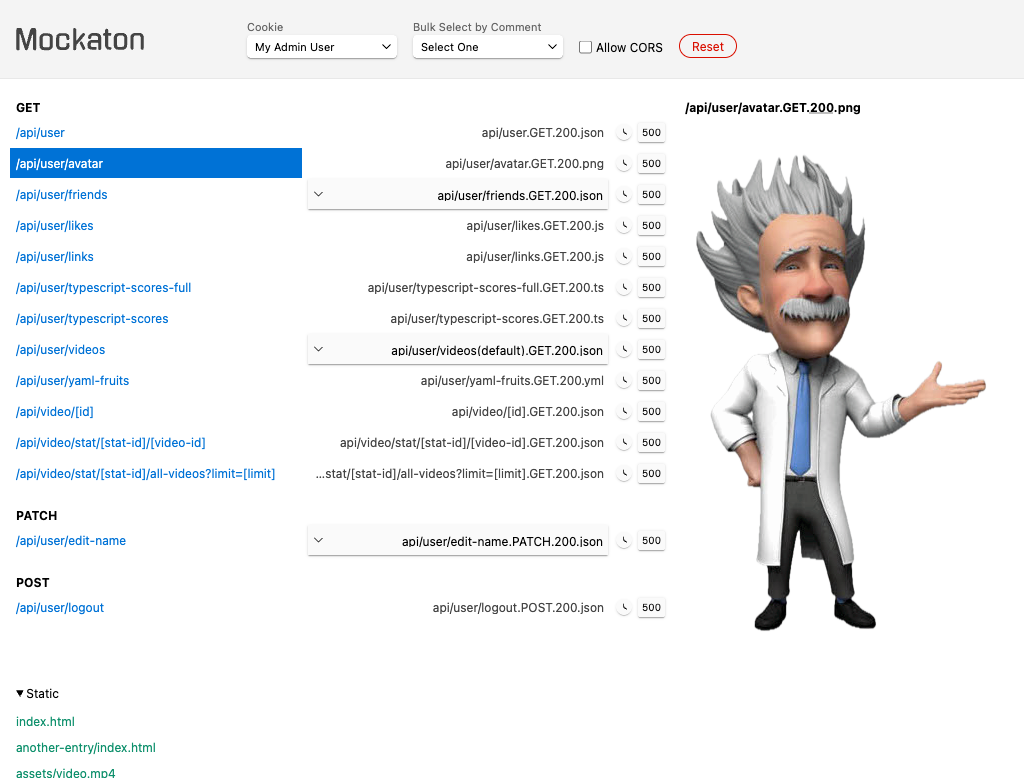 Mockaton
Cookie
My Admin User
Bulk Select by Comment
Select One
Allow CORS
Reset
GET
/api/user api/user.GET.200.json 500
/api/user/avatar api/user/avatar.GET.200.png 500
/api/user/friends api/user/friends.GET.200.json 500
/api/user/likes api/user/likes.GET.200.js 500
/api/user/links api/user/links.GET.200.js 500
/api/user/typescript-scores-full api/user/typescript-scores-full.GET.200.ts 500
/api/user/typescript-scores api/user/typescript-scores.GET.200.ts 500
/api/user/videos api/user/videos(default).GET.200.json 500
/api/user/yaml-fruits api/user/yaml-fruits.GET.200.yml 500
/api/video/[id] api/video/[id].GET.200.json 500
/api/video/stat/[stat-id]/[video-id] api/video/stat/[stat-id]/[video-id].GET.200.json 500
/api/video/stat/[stat-id]/all-videos?limit=[limit] ...stat/[stat-id]/all-videos?limit=[limit].GET.200.json 500
PATCH
/api/user/edit-name api/user/edit-name.PATCH.200.json 500
POST
/api/user/logout api/user/logout.POST.200.json 500
▼Static
index.html
another-entry/index.html
assets/video.mp4
/api/user/avatar.GET.200.png